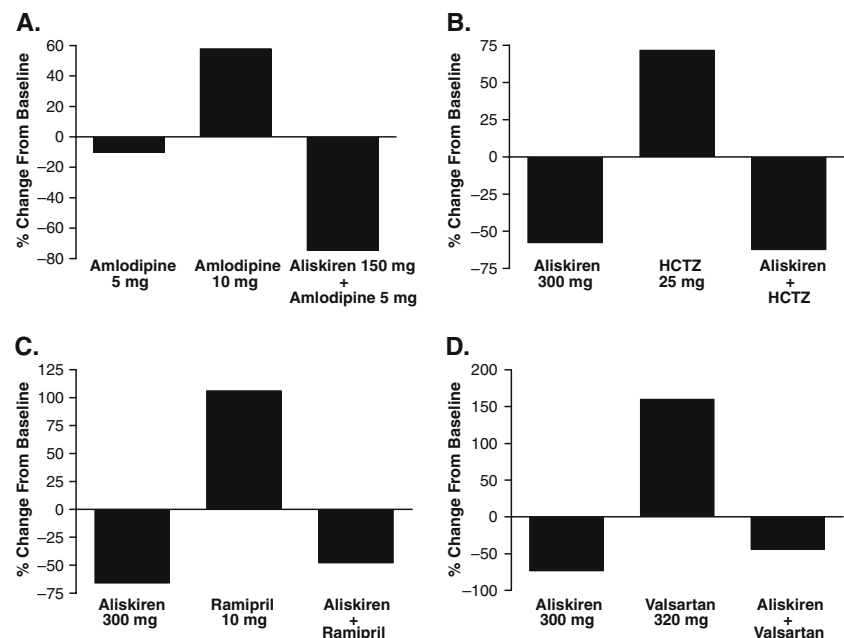 A.
% Change From Baseline
60
40
20
0
–20
–40
–60
–80
Amlodipine
5 mg
Amlodipine
10 mg
Aliskiren 150 mg
+
Amlodipine 5 mg
B.
% Change From Baseline
75
50
25
0
–25
–50
–75
Aliskiren
300 mg
HCTZ
25 mg
Aliskiren
+
HCTZ
C.
% Change From Baseline
125
100
75
50
25
0
–25
–50
–75
Aliskiren
300 mg
Ramipril
10 mg
Aliskiren
+
Ramipril
D.
% Change From Baseline
200
150
100
50
0
–50
–100
Aliskiren
300 mg
Valsartan
320 mg
Aliskiren
+
Valsartan